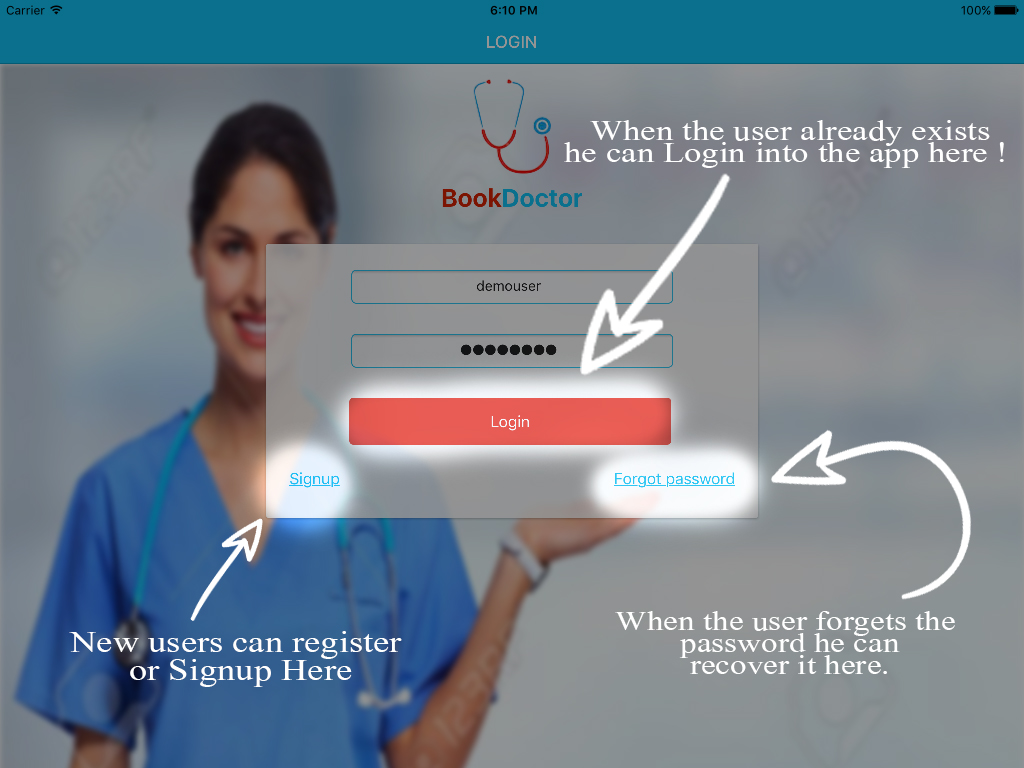 Carrier 6:10 PM 100%
LOGIN
When the user already exists
he can Login into the app here !
BookDoctor
demouser
Login
Signup Forgot password
New users can register
or Signup Here
When the user forgets the
password he can
recover it here.